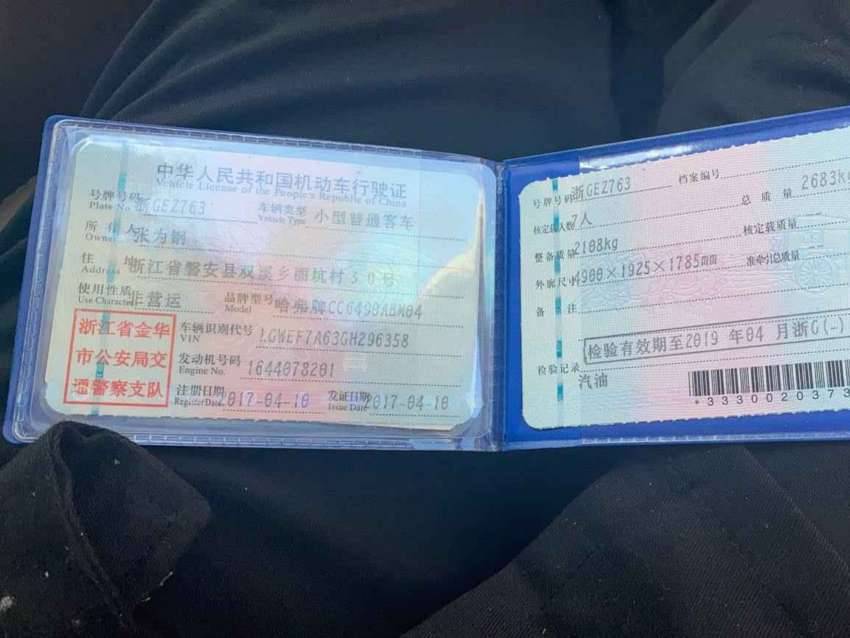 中华人民共和国机动车行驶证
Vehicle License of the People's Republic of China
号牌号码 浙GEZ763 车辆类型 小型普通客车
Plate No. Vehicle Type
所有人 张为钢
Owner
住址 浙江省磐安县双溪乡 坑村30号
Address
使用性质 非营运 品牌型号 哈弗牌CC6490ABM04
Use Character Model
浙江省金华
市公安局交
通警察支队
车辆识别代号 LGWEF7A63GH296358
VIN
发动机号码 1644078201
Engine No.
注册日期 2017-04-10 发证日期 2017-04-10
Register Date Issue Date
号牌号码 浙GEZ763 档案编号
核定载人数 7人 总质量 2683kg
整备质量 2108kg 核定载质量
外廓尺寸 4900×1925×1785 准牵引总质量
备注
检验有效期至2019年04月浙G(-)
检验记录
汽油
*3330020373